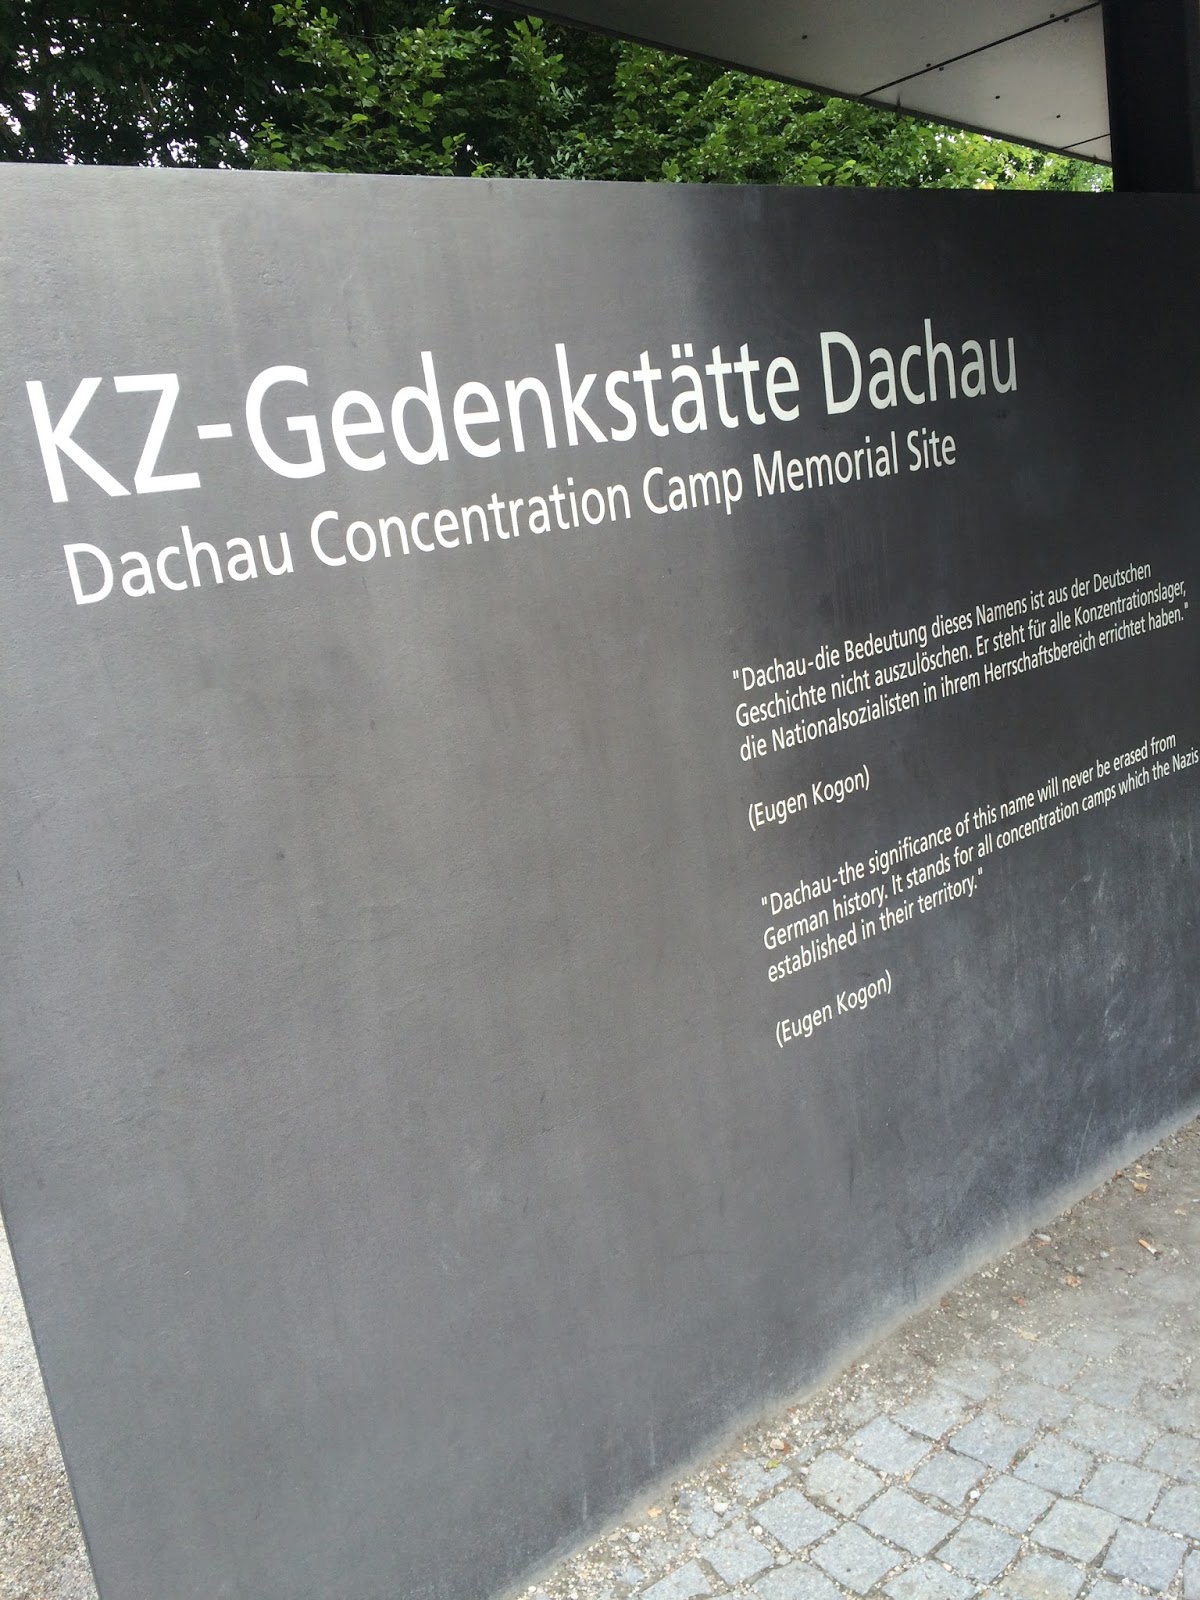 KZ-Gedenkstätte Dachau
Dachau Concentration Camp Memorial Site
"Dachau-die Bedeutung dieses Namens ist aus der Deutschen
Geschichte nicht auszulöschen. Er steht für alle Konzentrationslager,
die Nationalsozialisten in ihrem Herrschaftsbereich errichtet haben."
(Eugen Kogon)
"Dachau-the significance of this name will never be erased from
German history. It stands for all concentration camps which the Nazis
established in their territory."
(Eugen Kogon)